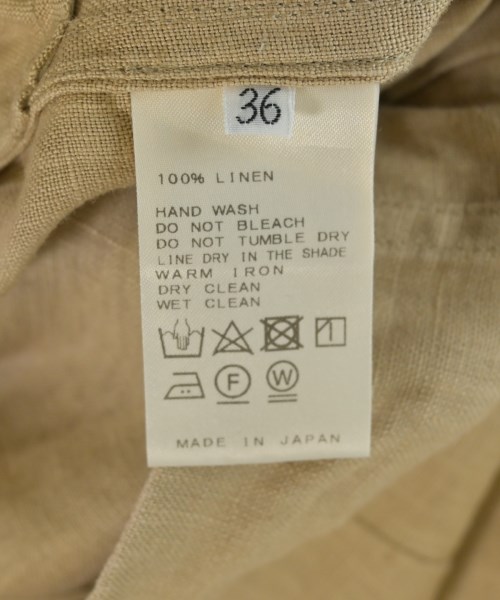 36
100% LINEN
HAND WASH
DO NOT BLEACH
DO NOT TUMBLE DRY
LINE DRY IN THE SHADE
WARM IRON
DRY CLEAN
WET CLEAN
F W
MADE IN JAPAN